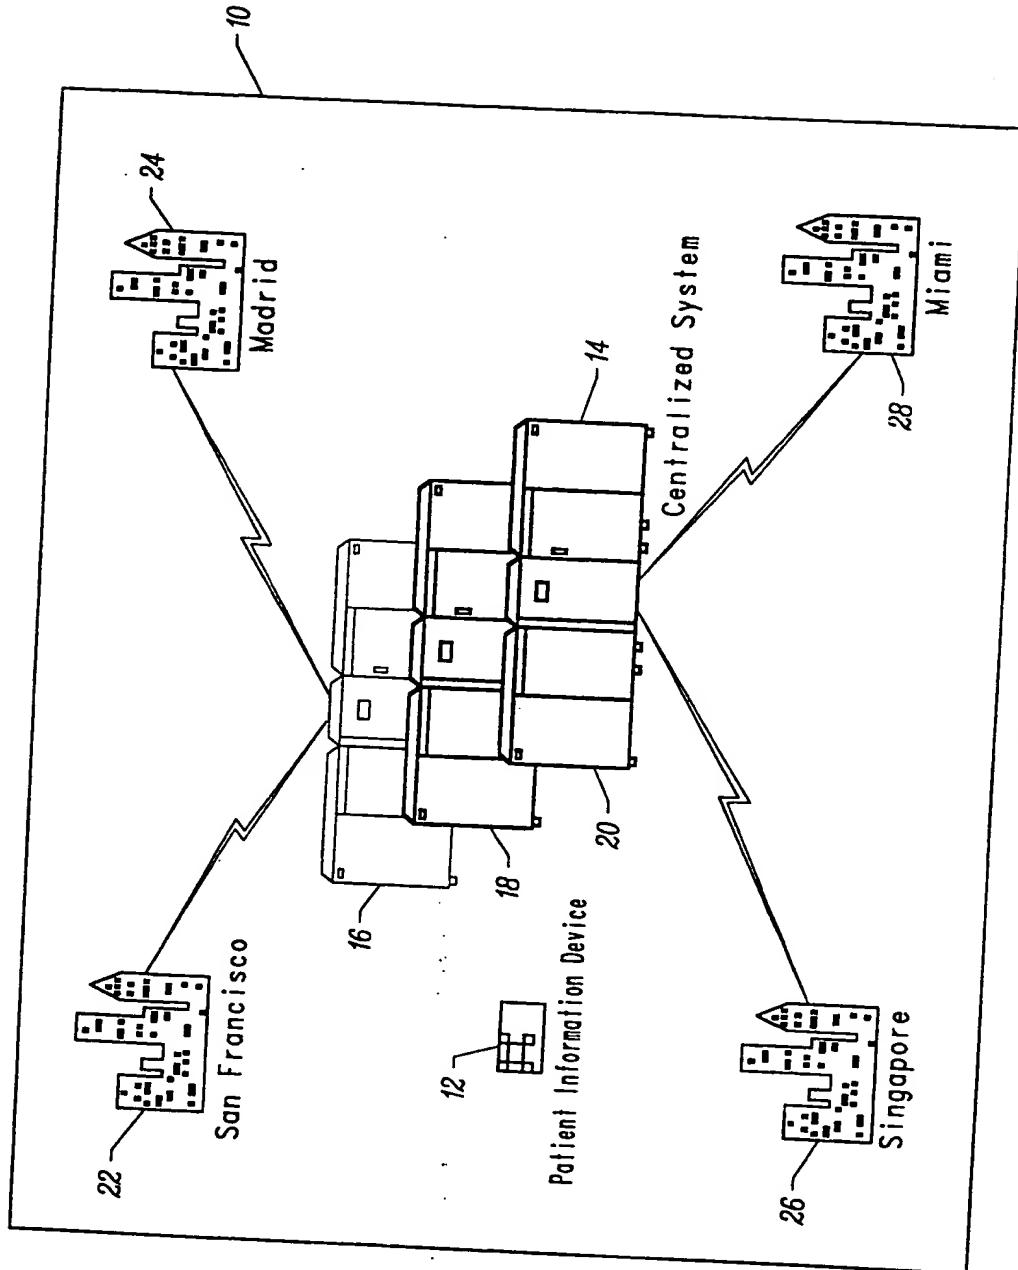 10
22
San Francisco
24
Madrid
16
18
20
14
Centralized System
12
Patient Information Device
26
Singapore
28
Miami